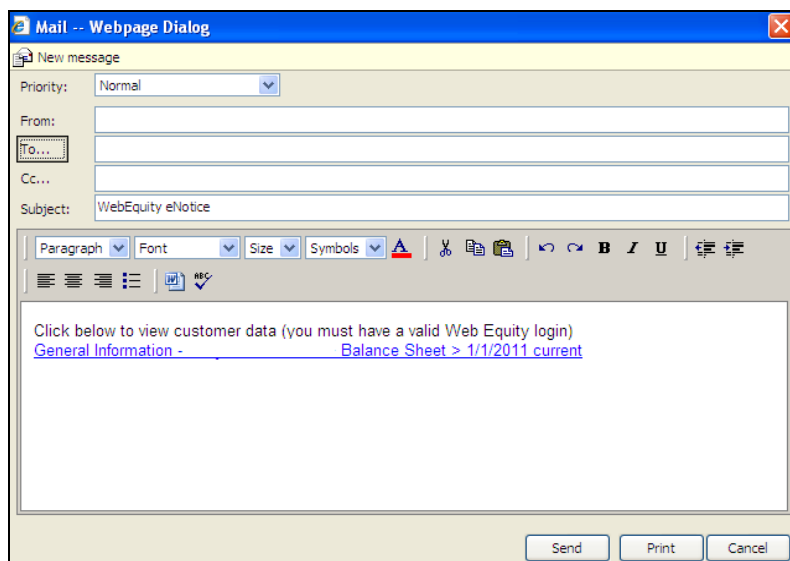 Mail -- Webpage Dialog
New message
Priority: Normal
From:
To...
Cc...
Subject: WebEquity eNotice
Paragraph Font Size Symbols A B I U
W ABC
Click below to view customer data (you must have a valid Web Equity login)
General Information - Balance Sheet > 1/1/2011 current
Send Print Cancel